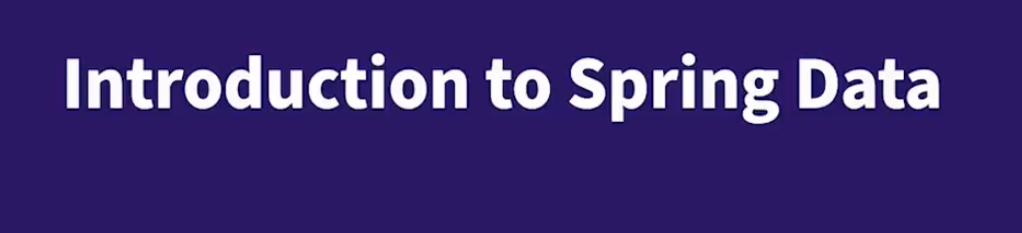 Introduction to Spring Data